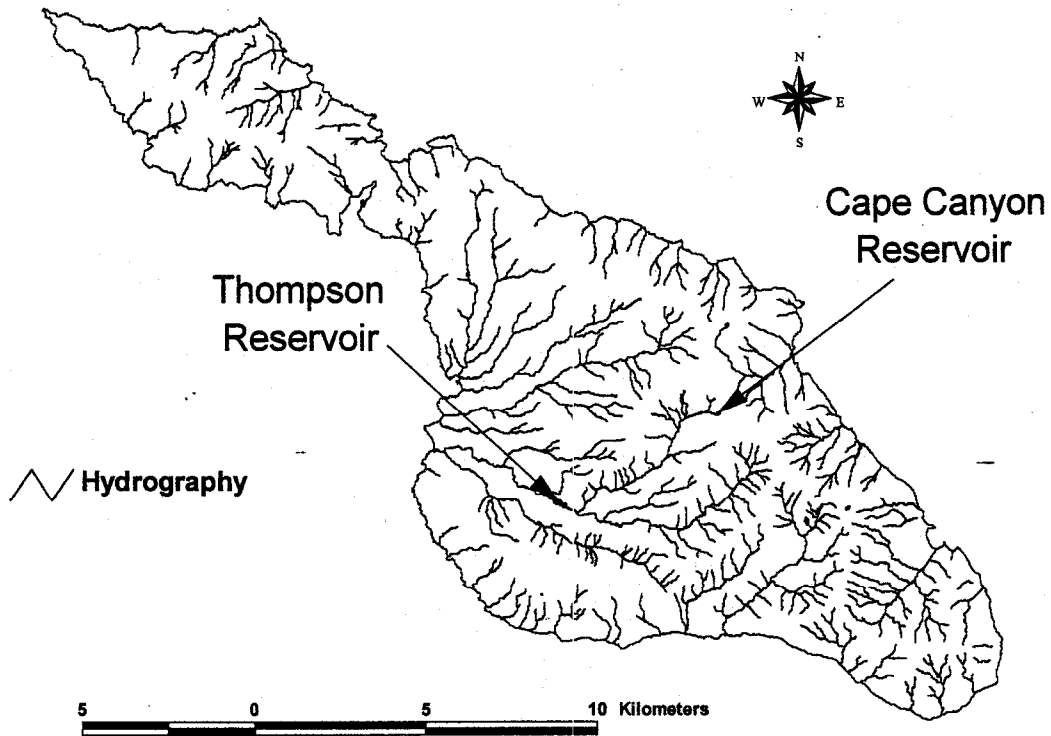 N
W E
S
Cape Canyon
Reservoir
Thompson
Reservoir
Hydrography
5 0 5 10 Kilometers